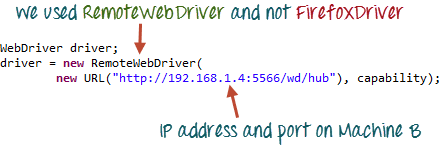 We used RemoteWebDriver and not FirefoxDriver
WebDriver driver;
driver = new RemoteWebDriver(
new URL("http://192.168.1.4:5566/wd/hub"), capability);
IP address and port on Machine B